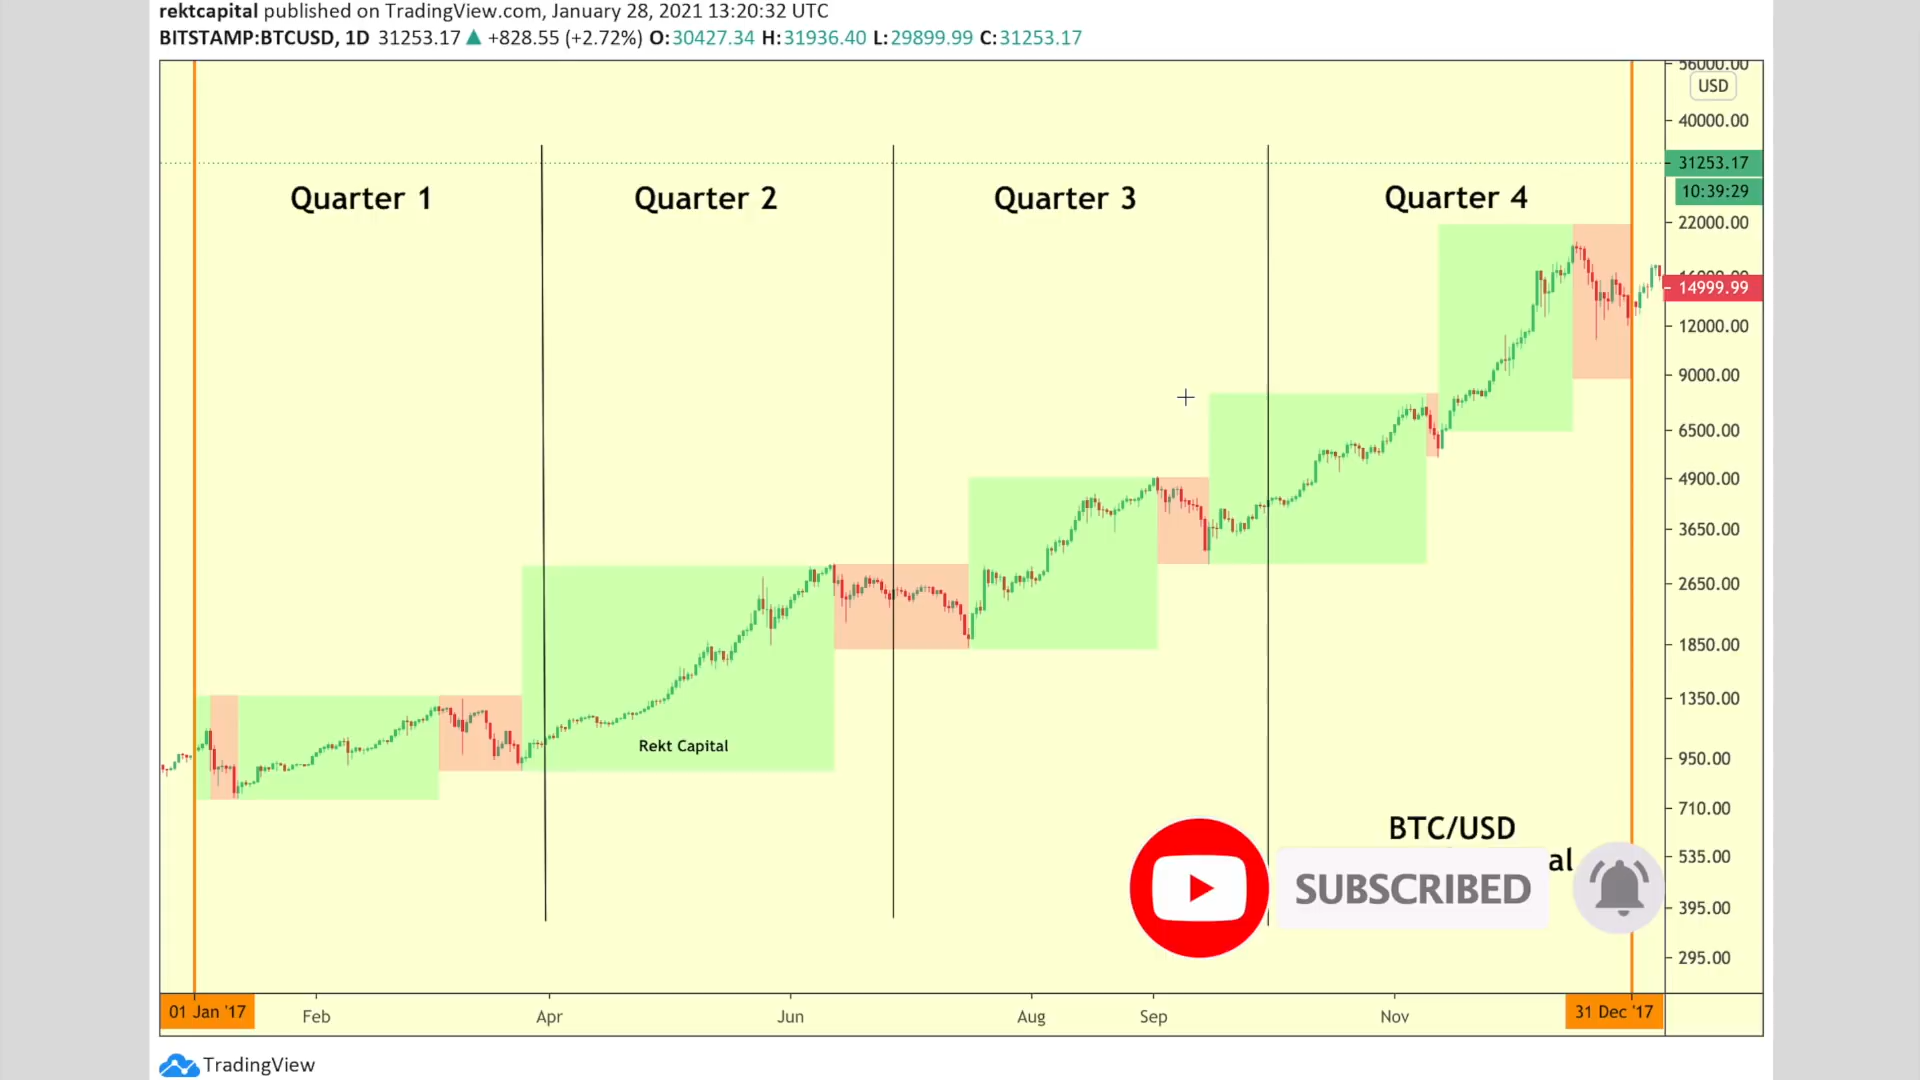 rektcapital published on TradingView.com, January 28, 2021 13:20:32 UTC
BITSTAMP:BTCUSD, 1D 31253.17 ▲ +828.55 (+2.72%) O:30427.34 H:31936.40 L:29899.99 C:31253.17
56000.00
USD
40000.00
31253.17
10:39:29
Quarter 1 Quarter 2 Quarter 3 Quarter 4
22000.00
14999.99
12000.00
9000.00
6500.00
4900.00
3650.00
2650.00
1850.00
1350.00
Rekt Capital
950.00
710.00
BTC/USD
535.00
al
SUBSCRIBED
395.00
295.00
01 Jan '17 Feb Apr Jun Aug Sep Nov 31 Dec '17
TradingView